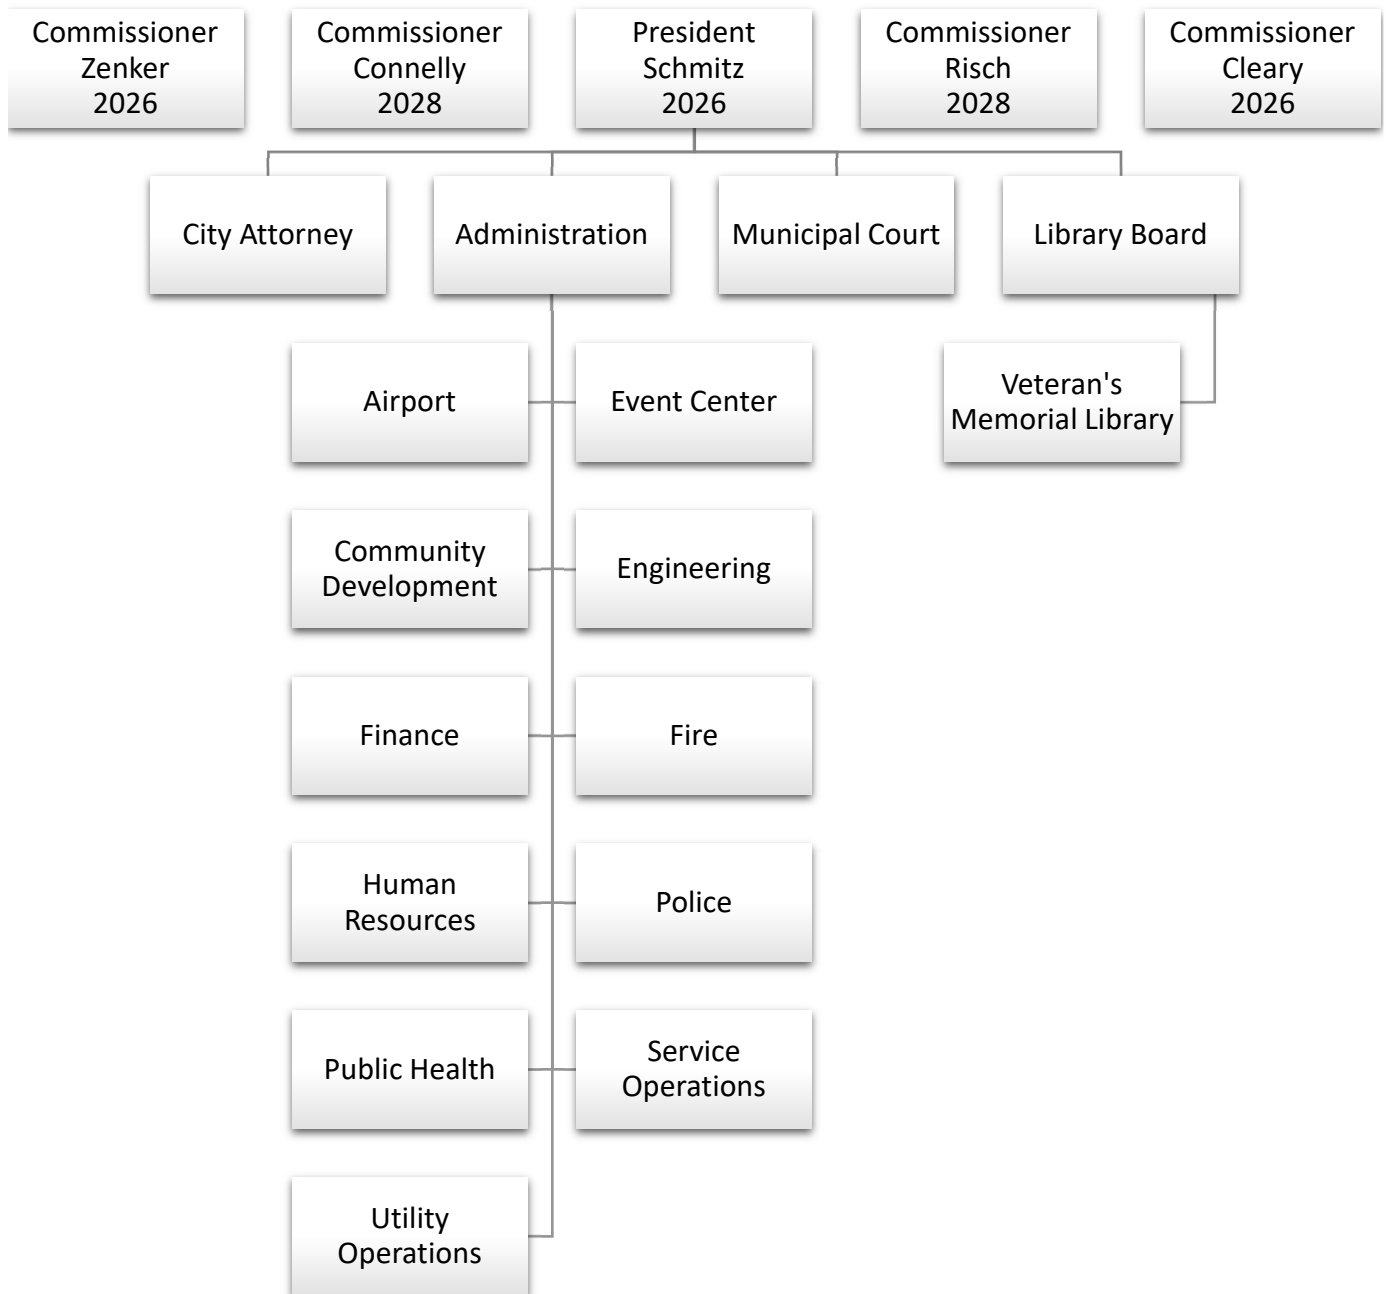 Commissioner
Zenker
2026
Commissioner
Connelly
2028
President
Schmitz
2026
Commissioner
Risch
2028
Commissioner
Cleary
2026
City Attorney
Administration
Municipal Court
Library Board
Airport
Event Center
Veteran's
Memorial Library
Community
Development
Engineering
Finance
Fire
Human
Resources
Police
Public Health
Service
Operations
Utility
Operations